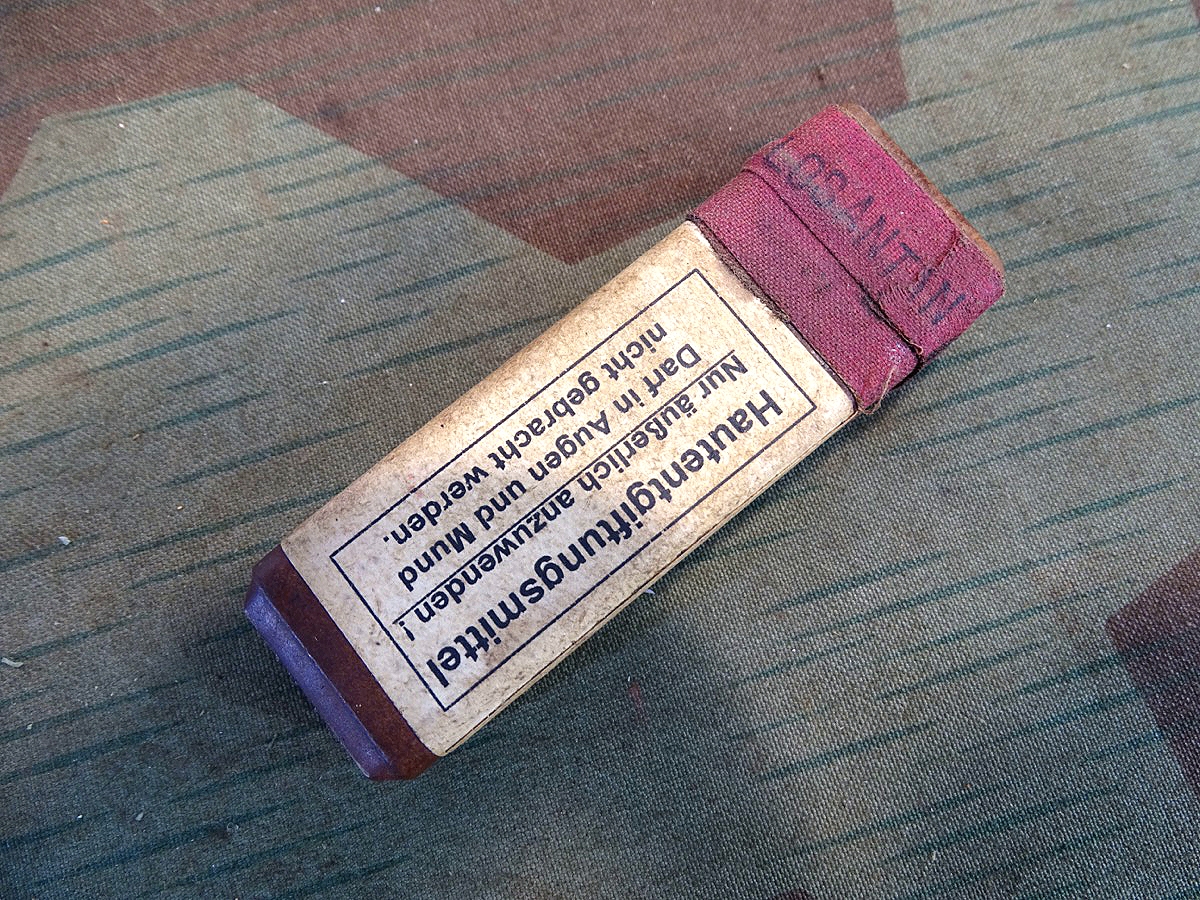 LOSANTIN
Hautentgiftungsmittel
Nur äußerlich anzuwenden!
Darf in Augen und Mund
nicht gebracht werden.